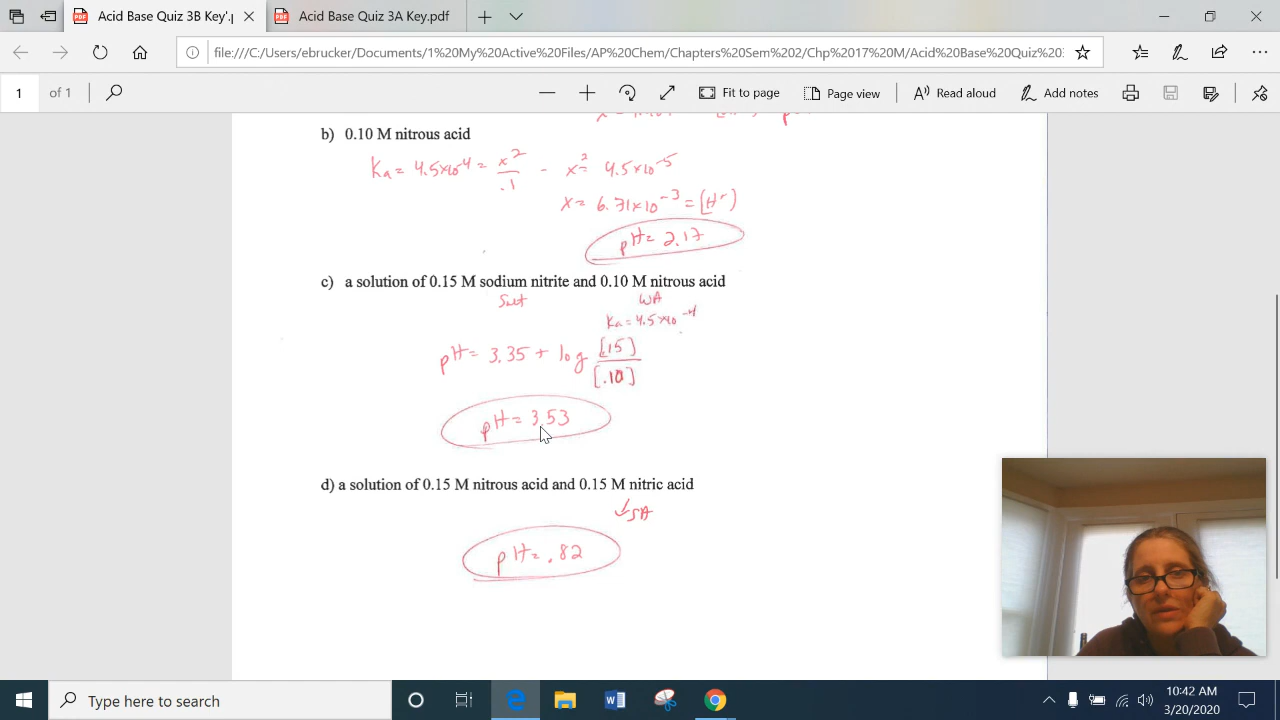 Acid Base Quiz 3B Key.
Acid Base Quiz 3A Key.pdf
file:///C:/Users/ebrucker/Documents/1%20My%20Active%20Files/AP%20Chem/Chapters%20Sem%202/Chp%2017%20M/Acid%20Base%20Quiz%20
1 of 1
Fit to page
Page view
Read aloud
Add notes
b) 0.10 M nitrous acid
Ka = 4.5x10-4 = x2
.1
x2= 4.5x10-5
x= 6.71x10-3 = [H+]
pH= 2.17
c) a solution of 0.15 M sodium nitrite and 0.10 M nitrous acid
Salt WA
Ka = 4.5x10-4
pH= 3.35 + log [.15]
[.10]
pH= 3.53
d) a solution of 0.15 M nitrous acid and 0.15 M nitric acid
SA
pH= .82
Type here to search
10:42 AM
3/20/2020